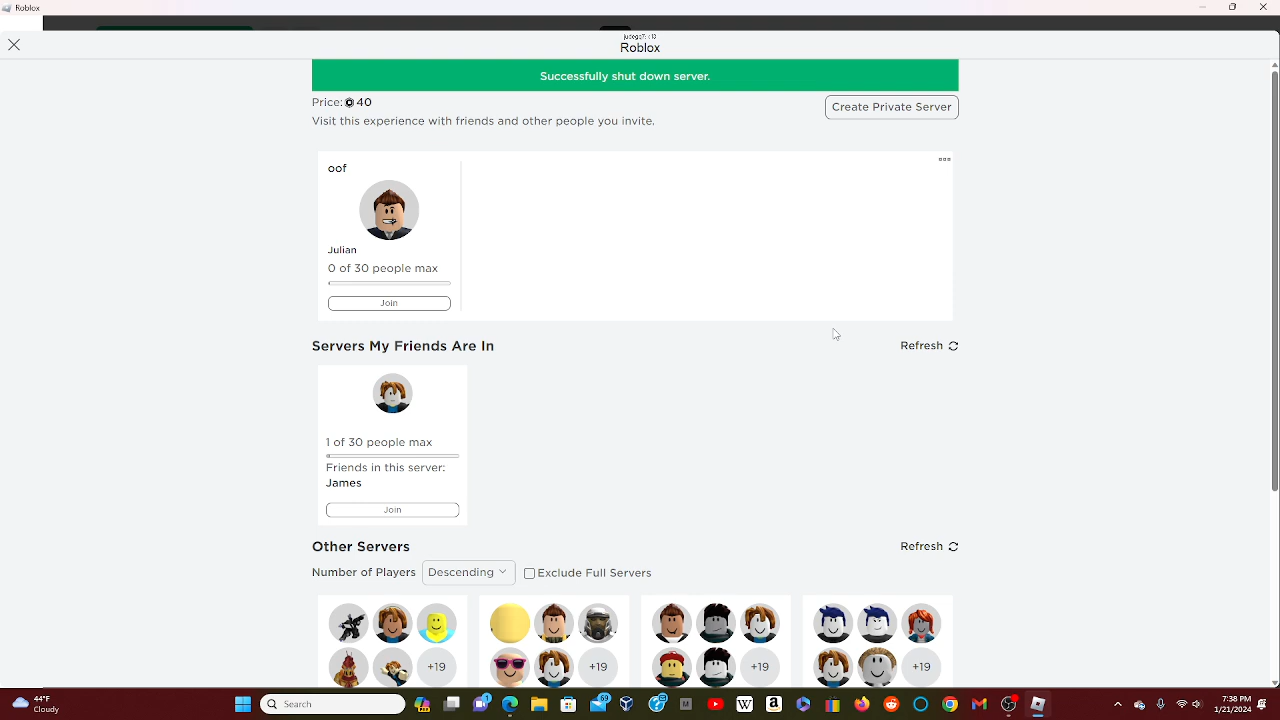 Roblox
Roblox
Successfully shut down server.
Price: 40
Create Private Server
Visit this experience with friends and other people you invite.
oof
Julian
0 of 30 people max
Join
Servers My Friends Are In
Refresh
1 of 30 people max
Friends in this server:
James
Join
Other Servers
Refresh
Number of Players Descending Exclude Full Servers
+19 +19 +19 +19
44°F
Cloudy
Search
7:38 PM
1/21/2024